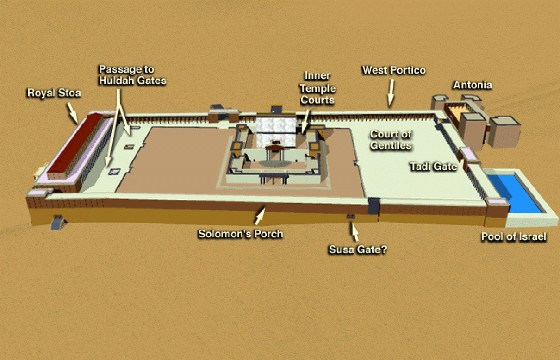 Passage to
Huldah Gates
Royal Stoa
Inner
Temple
Courts
West Portico
Antonia
Court of
Gentiles
Tadi Gate
Solomon's Porch
Susa Gate?
Pool of Israel